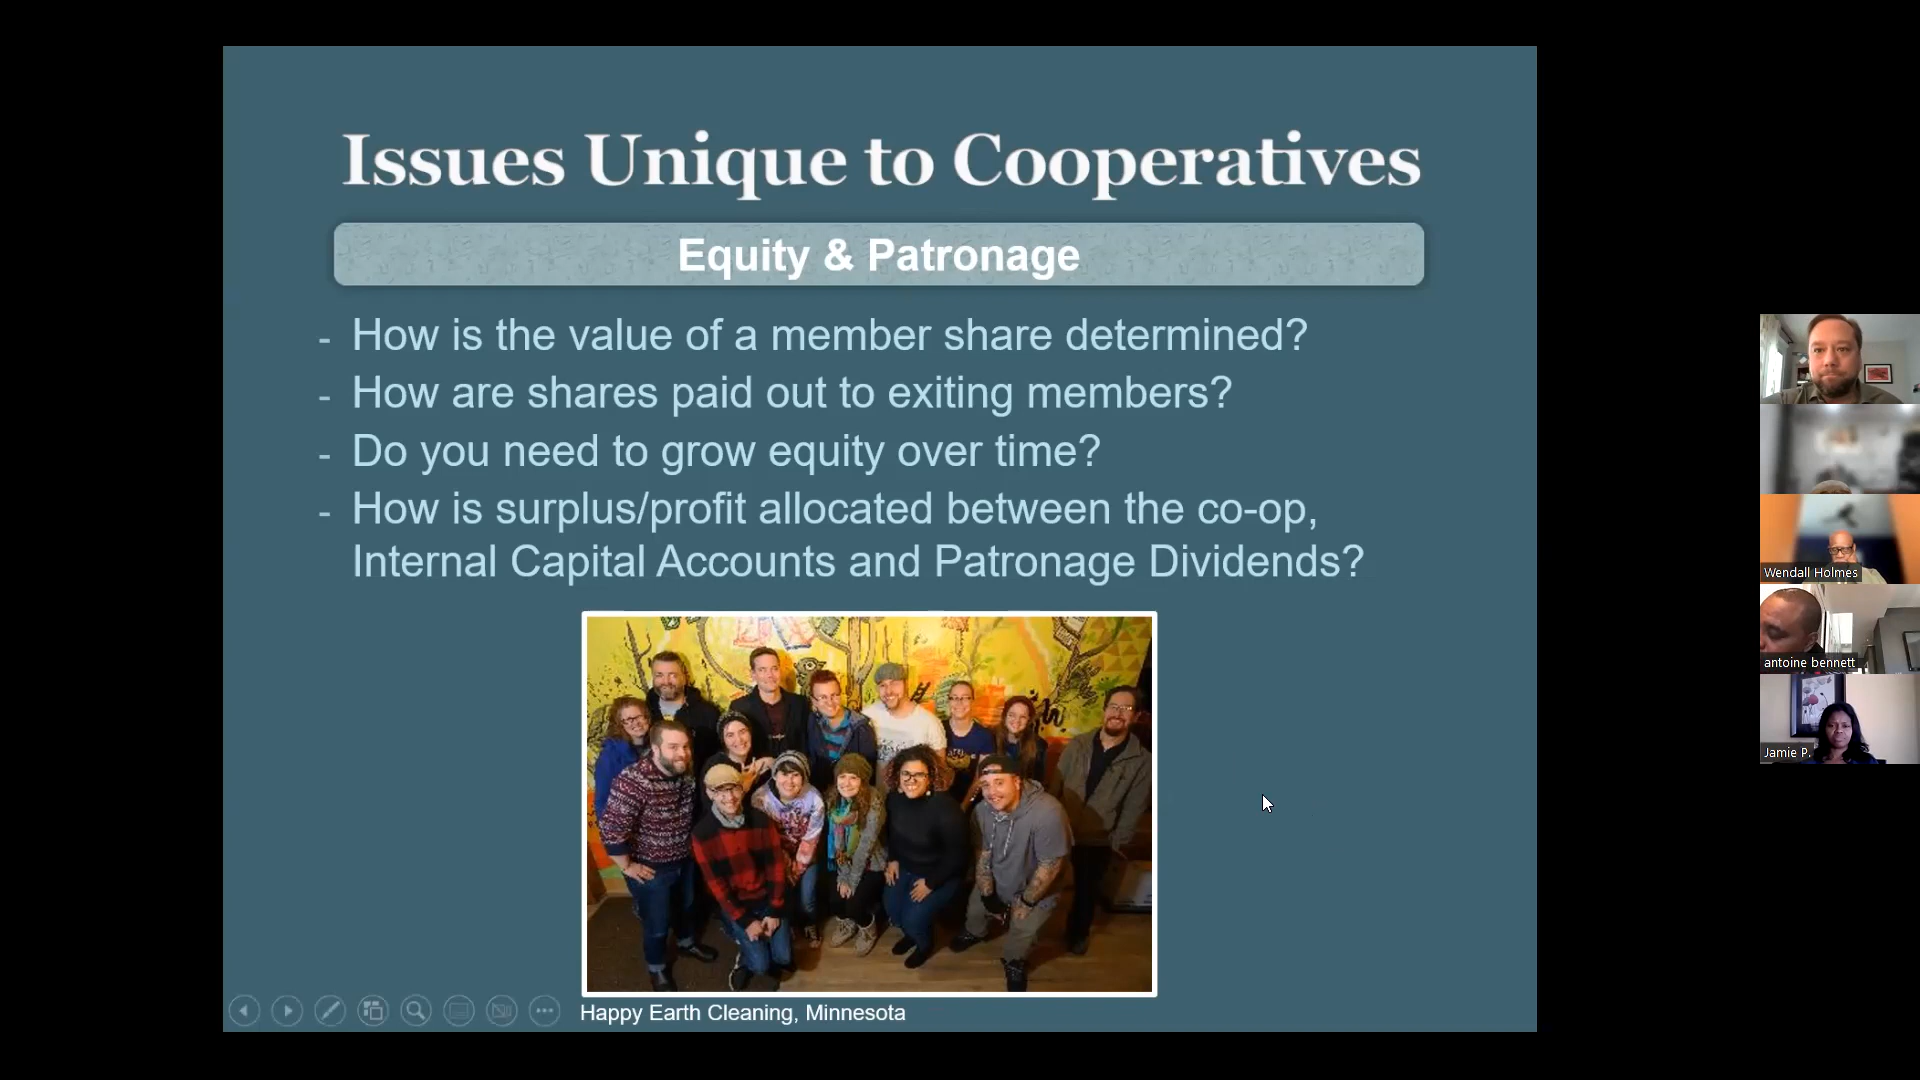 Issues Unique to Cooperatives
Equity & Patronage
- How is the value of a member share determined?
- How are shares paid out to exiting members?
- Do you need to grow equity over time?
- How is surplus/profit allocated between the co-op,
Internal Capital Accounts and Patronage Dividends?
Happy Earth Cleaning, Minnesota
Wendall Holmes
antoine bennett
Jamie P.